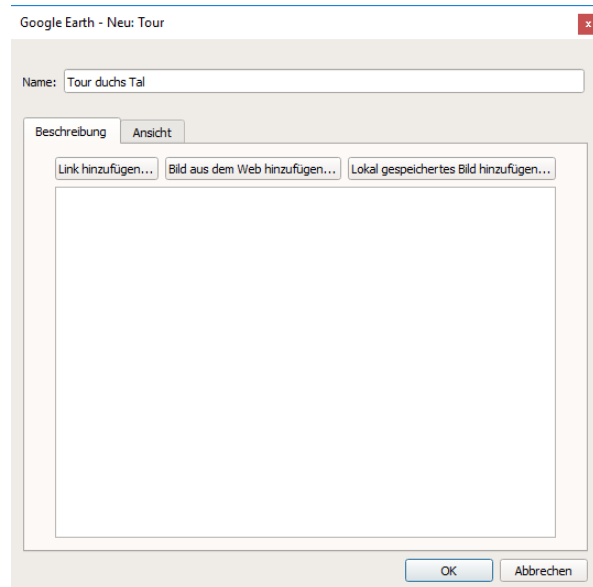 Google Earth - Neu: Tour
x
Name: Tour duchs Tal
Beschreibung Ansicht
Link hinzufügen... Bild aus dem Web hinzufügen... Lokal gespeichertes Bild hinzufügen...
OK Abbrechen